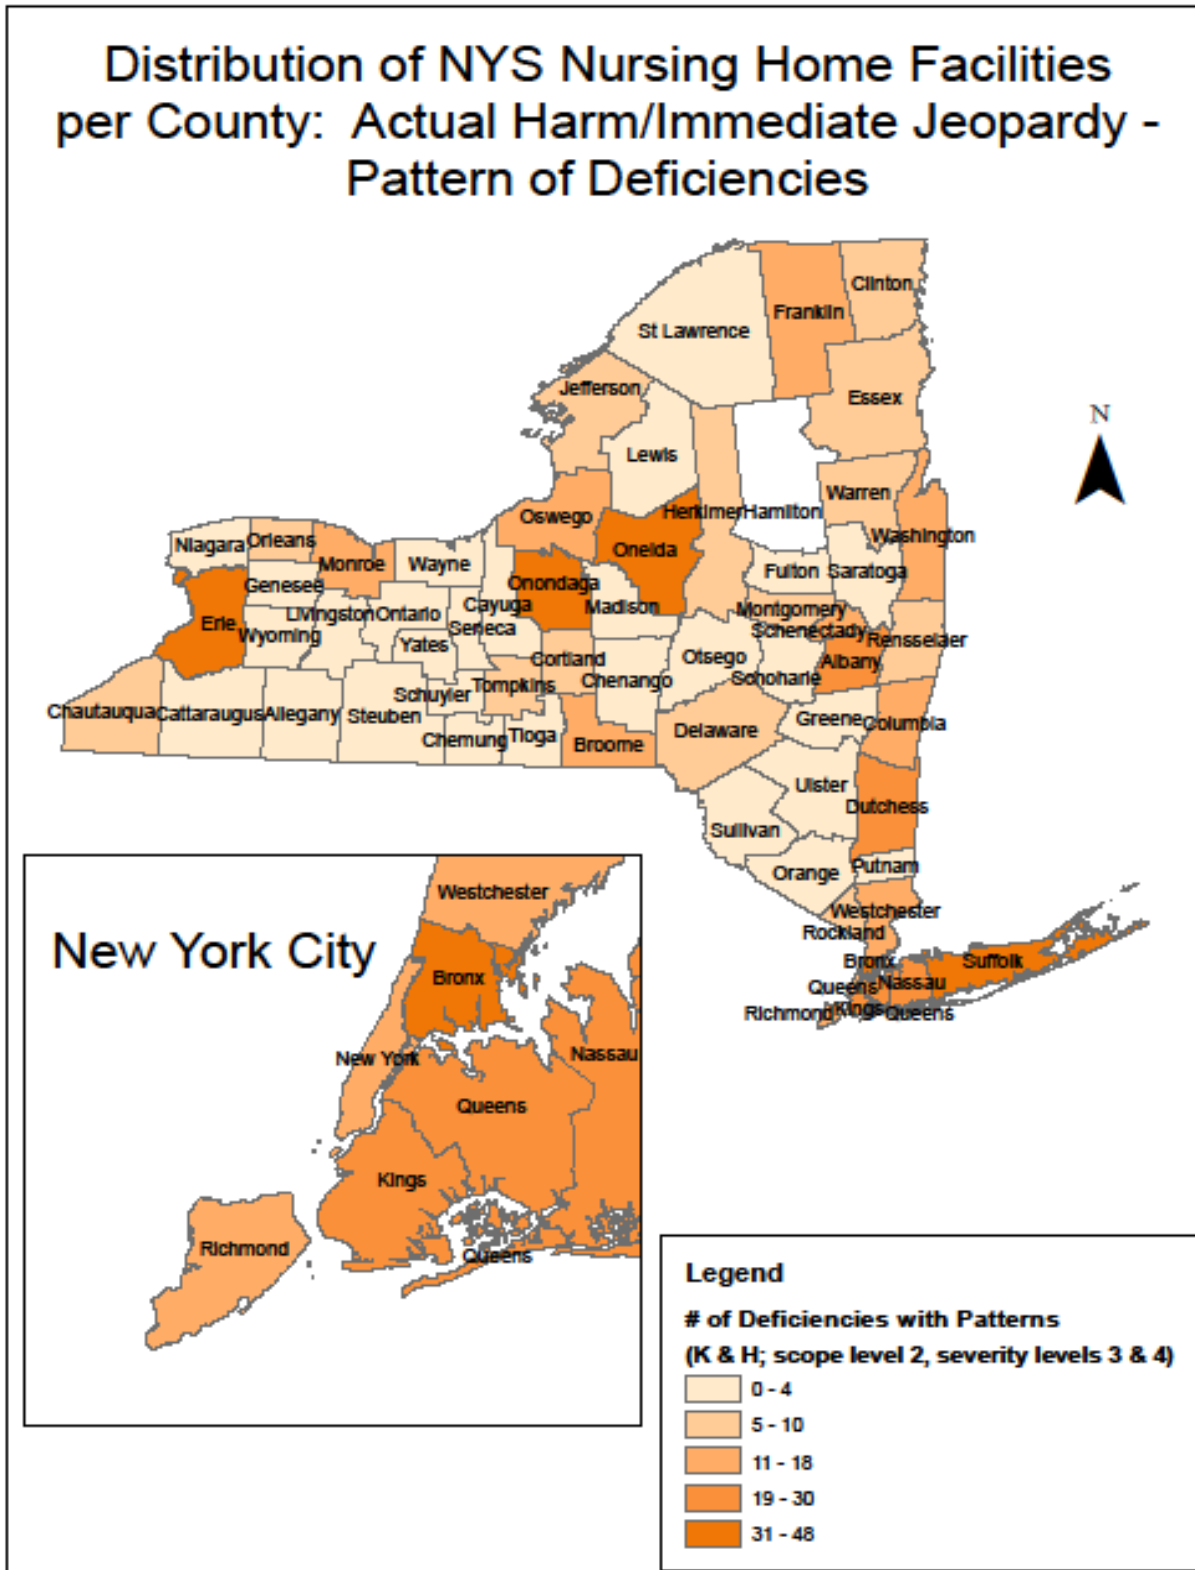 Distribution of NYS Nursing Home Facilities
per County: Actual Harm/Immediate Jeopardy -
Pattern of Deficiencies
Clinton
Franklin
St Lawrence
Jefferson
Essex
N
Lewis
Warren
Herkimer
Hamilton
Oswego
Washington
Niagara
Orleans
Oneida
Monroe
Wayne
Fulton
Saratoga
Genesee
Onondaga
Cayuga
Madison
Livingston
Ontario
Montgomery
Erie
Wyoming
Seneca
Schenectady
Rensselaer
Yates
Cortland
Otsego
Albany
Chenango
Schoharie
Tompkins
Schuyler
Chautauqua
Cattaraugus
Allegany
Steuben
Greene
Columbia
Chemung
Tioga
Broome
Delaware
Ulster
Dutchess
Sullivan
Orange
Putnam
Westchester
Rockland
Bronx
Suffolk
Queens
Nassau
Richmond
Kings
Queens
New York City
Westchester
Bronx
New York
Nassau
Queens
Kings
Richmond
Queens
Legend
# of Deficiencies with Patterns
(K & H; scope level 2, severity levels 3 & 4)
0 - 4
5 - 10
11 - 18
19 - 30
31 - 48